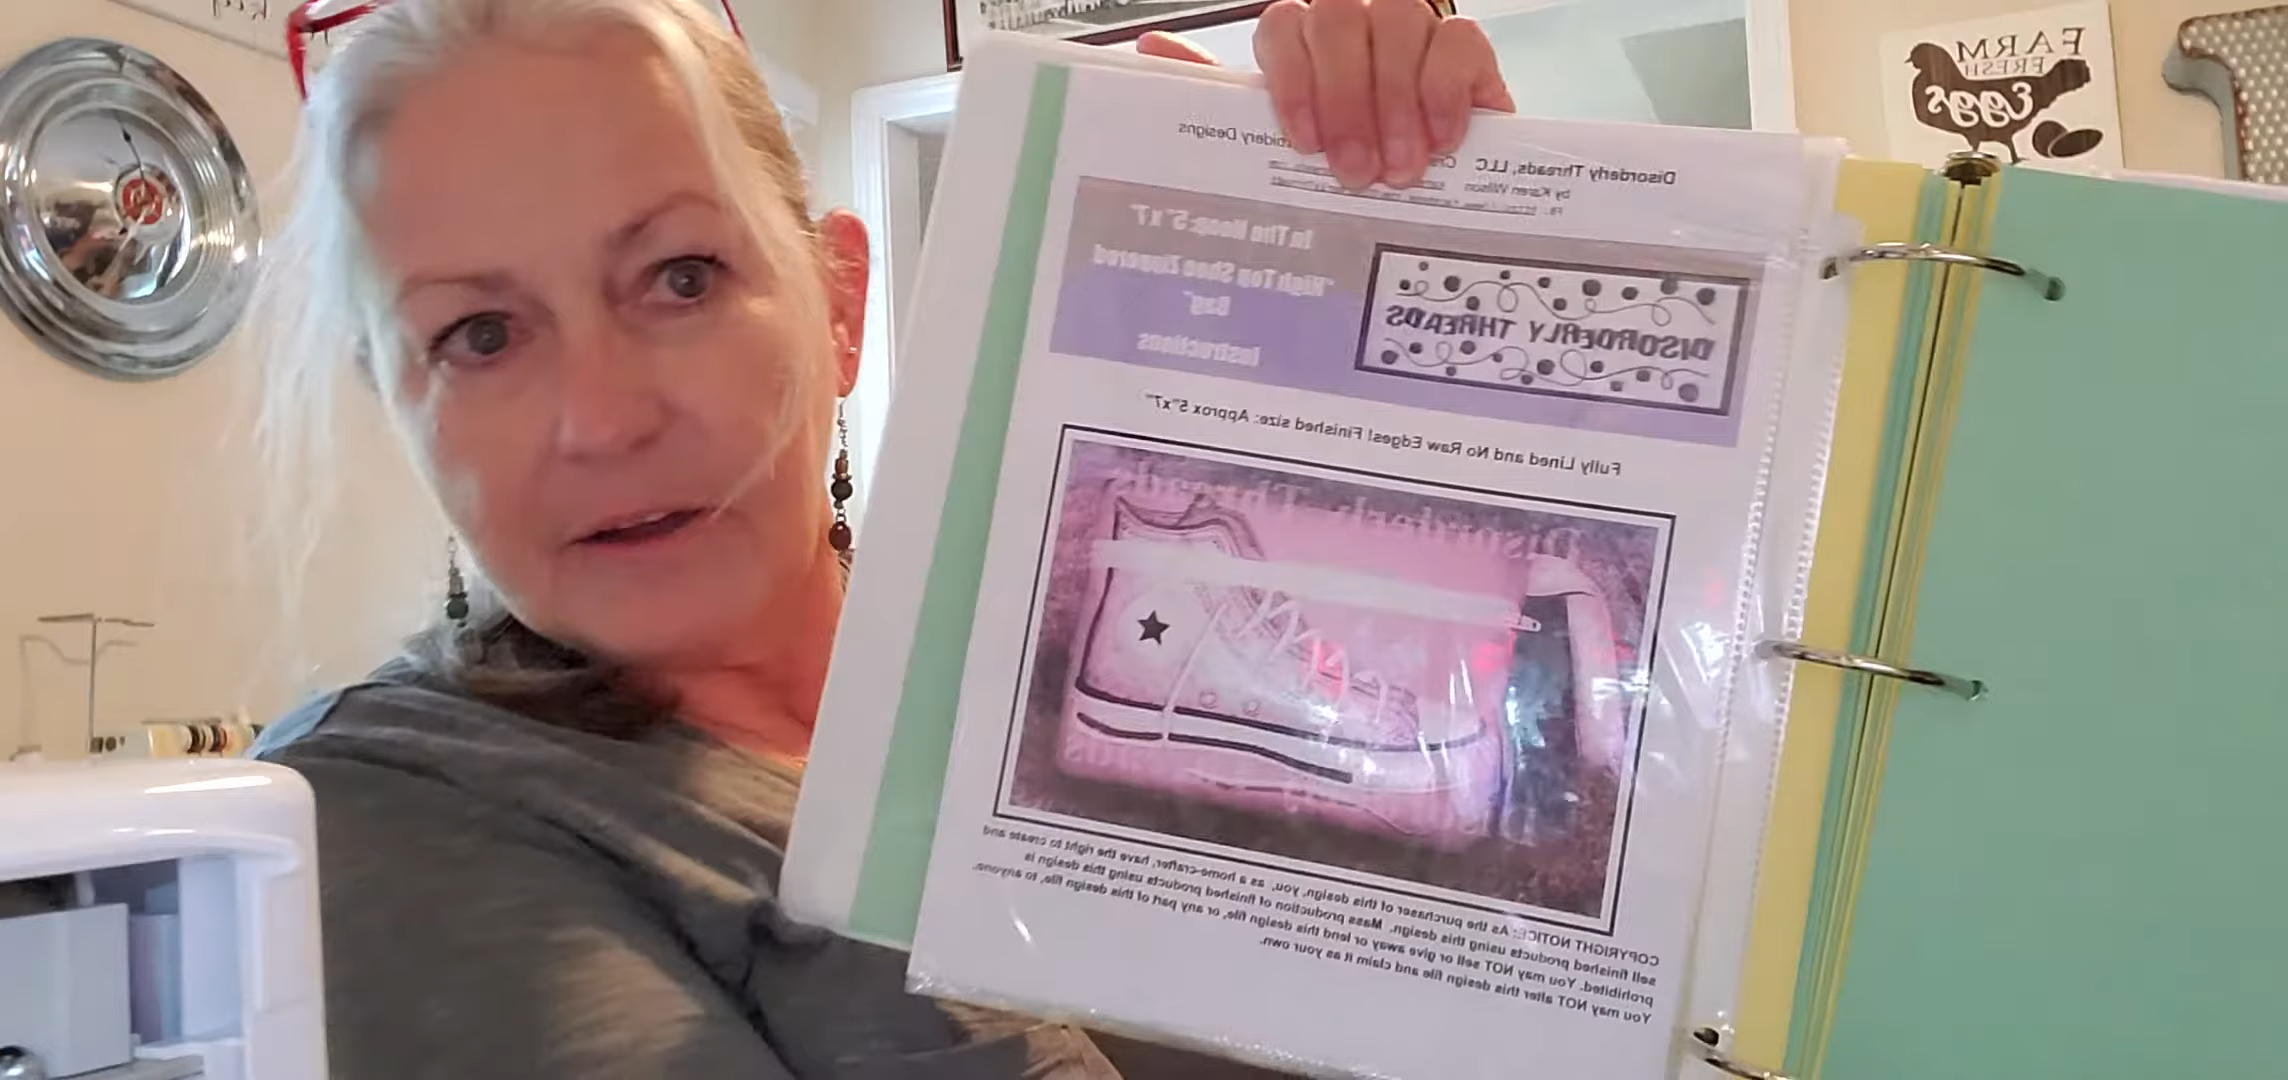 FARM
FRESH
Eggs
Disorderly Threads, LLC
Embroidery Designs
by Karen Wilson
In The Hoop: 5"x7"
"High Top Shoe Zippered
Bag"
Instructions
DISORDERLY THREADS
Fully Lined and No Raw Edges! Finished size: Approx 5"x7"
Disorderly Threads
COPYRIGHT NOTICE: As the purchaser of this design, you, as a home-crafter, have the right to create and
sell finished products using this design. Mass production of finished products using this design is
prohibited. You may NOT sell or give away or lend this design file, or any part of this design file, to anyone.
You may NOT alter this design file and claim it as your own.